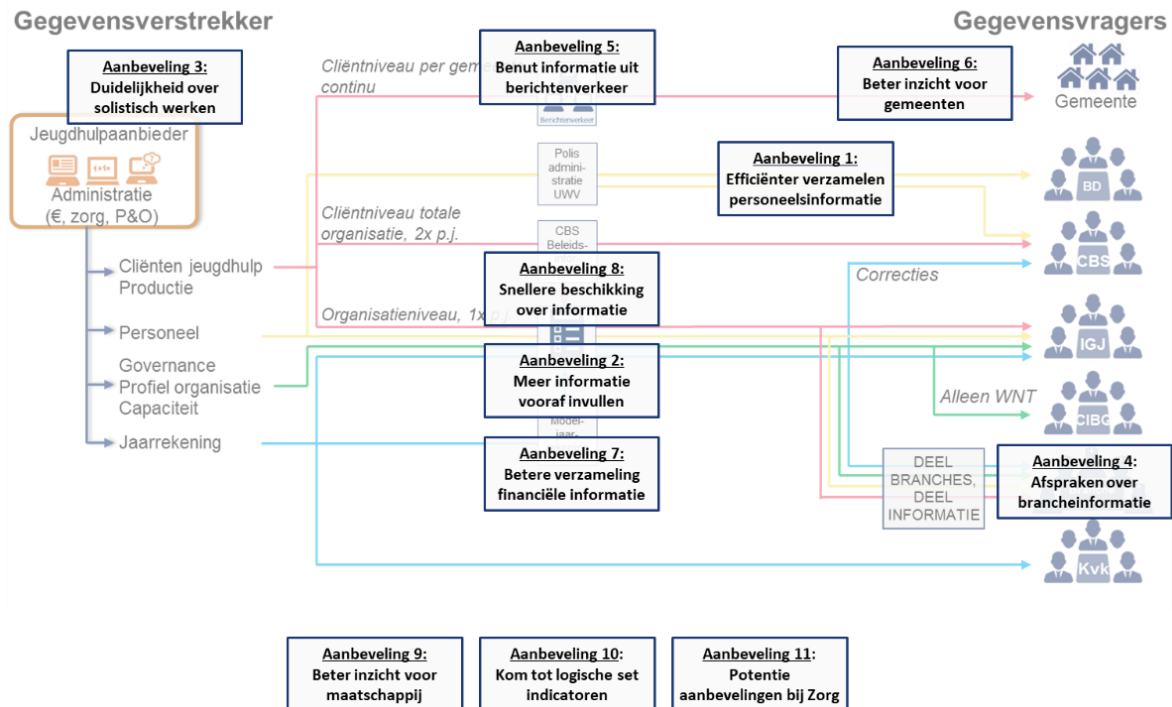 Gegevensverstrekker
Gegevensvragers
Aanbeveling 3:
Duidelijkheid over
solistisch werken
Cliëntniveau per geme
continu
Aanbeveling 5:
Benut informatie uit
berichtenverkeer
Berichtenverkeer
Aanbeveling 6:
Beter inzicht voor
gemeenten
Gemeente
Jeugdhulpaanbieder
1+1=
?
Administratie
(€, zorg, P&O)
Polis
admini-
stratie
UWV
Aanbeveling 1:
Efficiënter verzamelen
personeelsinformatie
BD
Cliëntniveau totale
organisatie, 2x p.j.
CBS
Beleids-
CBS
Cliënten jeugdhulp
Productie
Aanbeveling 8:
Snellere beschikking
over informatie
Correcties
Organisatieniveau, 1x p.j.
Personeel
IGJ
Governance
Profiel organisatie
Capaciteit
Aanbeveling 2:
Meer informatie
vooraf invullen
Alleen WNT
CIBG
Model-
jaar-
Jaarrekening
Aanbeveling 7:
Betere verzameling
financiële informatie
DEEL
BRANCHES,
DEEL
INFORMATIE
Aanbeveling 4:
Afspraken over
brancheinformatie
Kvk
Aanbeveling 9:
Beter inzicht voor
maatschappij
Aanbeveling 10:
Kom tot logische set
indicatoren
Aanbeveling 11:
Potentie
aanbevelingen bij Zorg